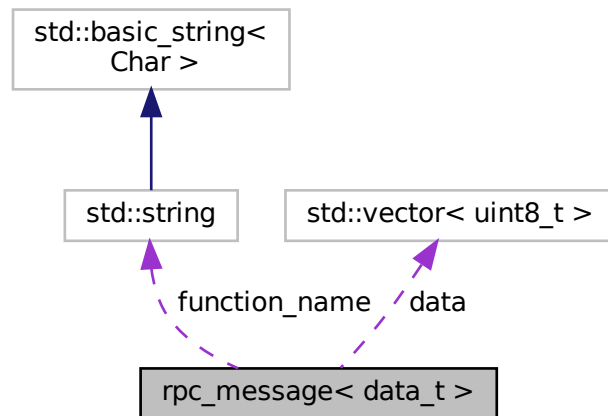 std::basic_string<
Char >
std::string
std::vector< uint8_t >
function_name
data
rpc_message< data_t >